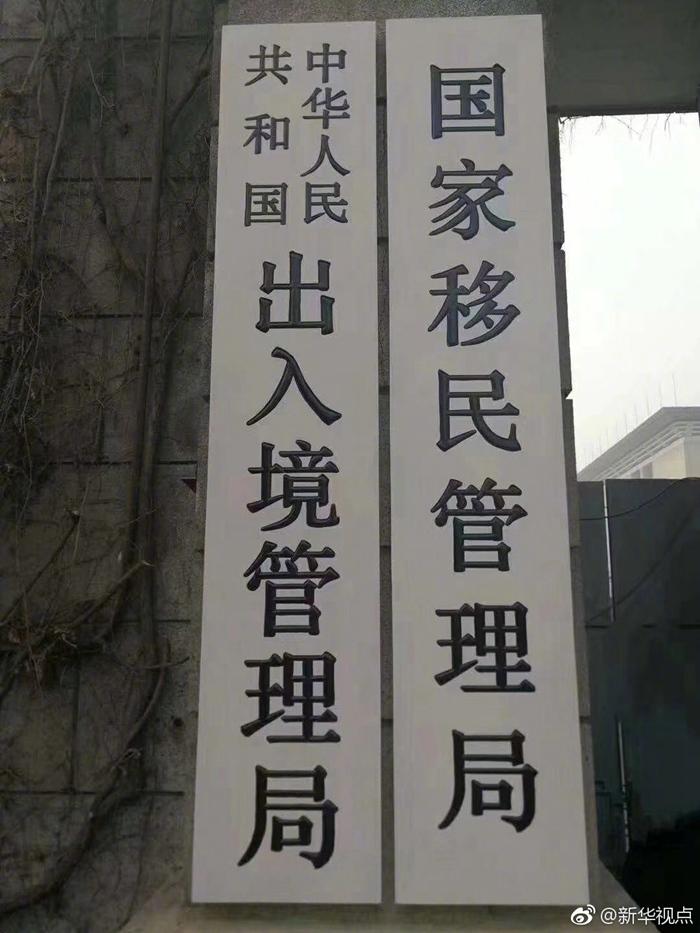 国家移民管理局
中华人民
共和国
出入境管理局
@新华视点